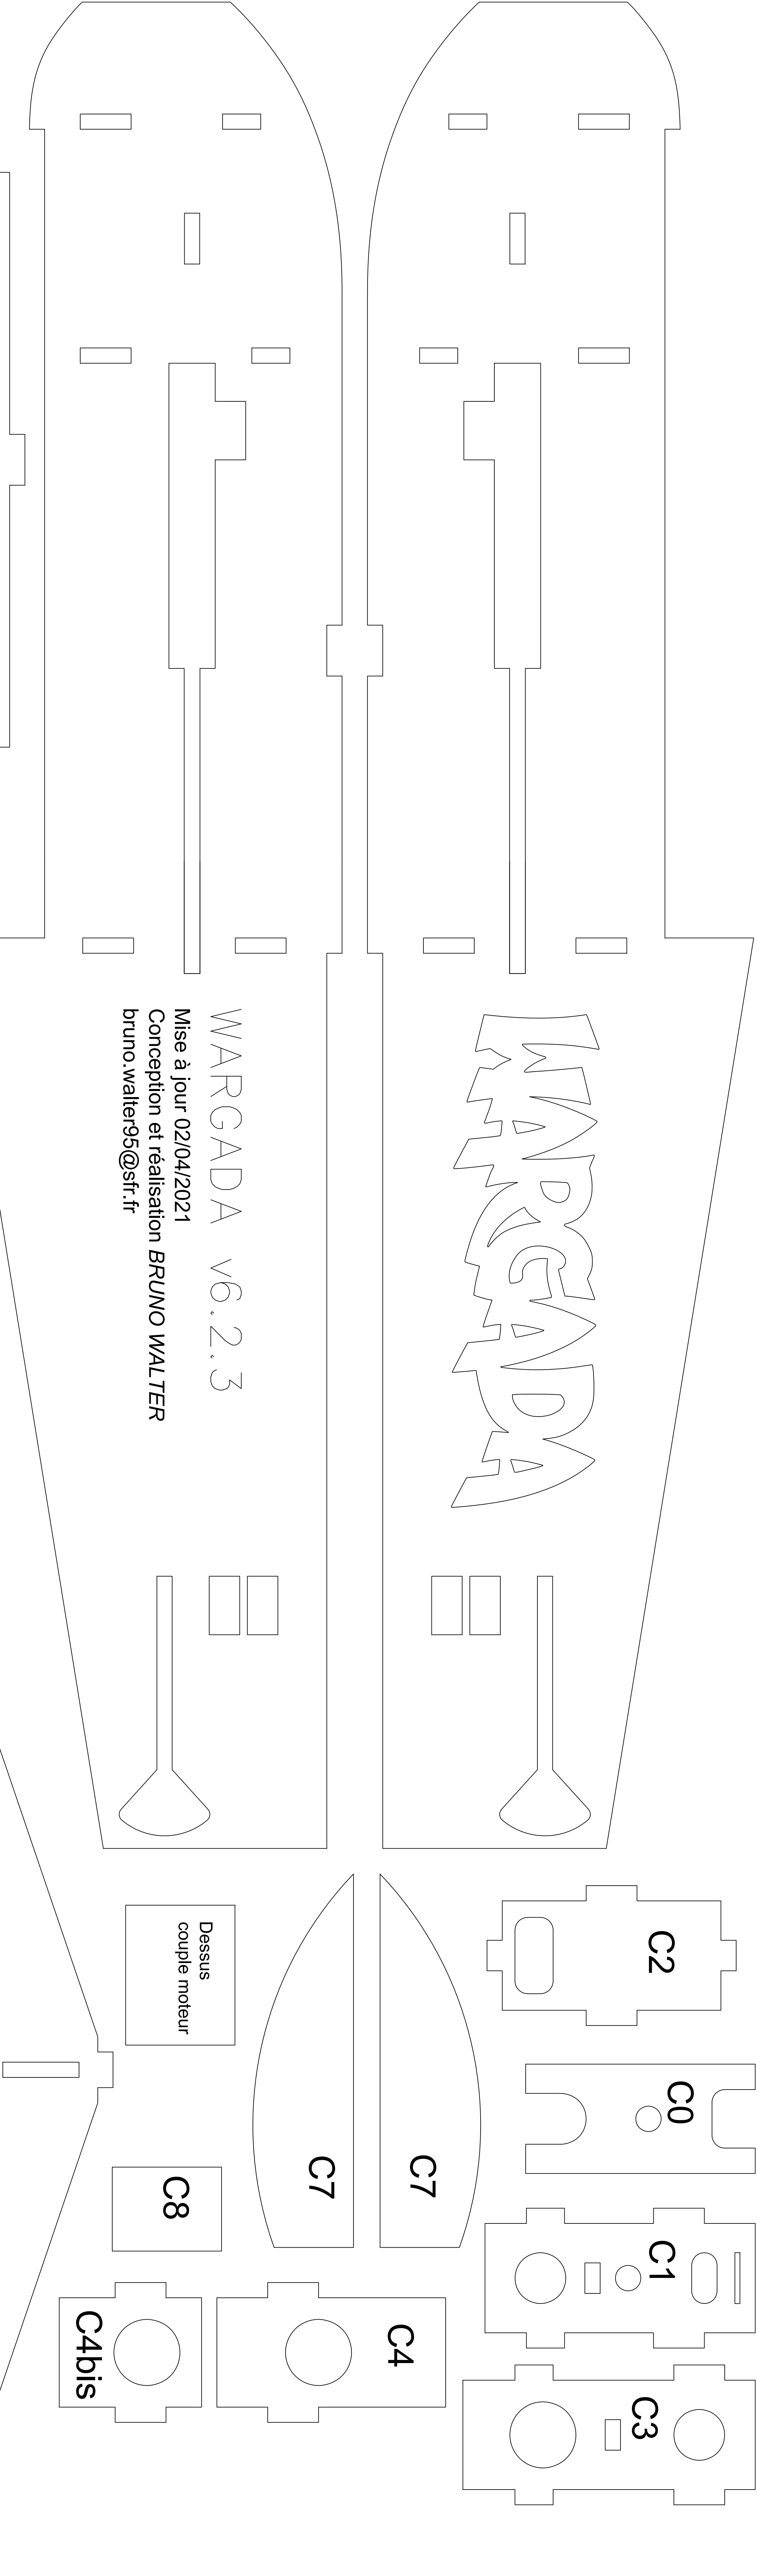 WARGADA v6.2.3
Mise à jour 02/04/2021
Conception et réalisation BRUNO WALTER
bruno.walter95@sfr.fr
WARGADA
Dessus
couple moteur
C2
C0
C7
C7
C8
C1
C4
C4bis
C3